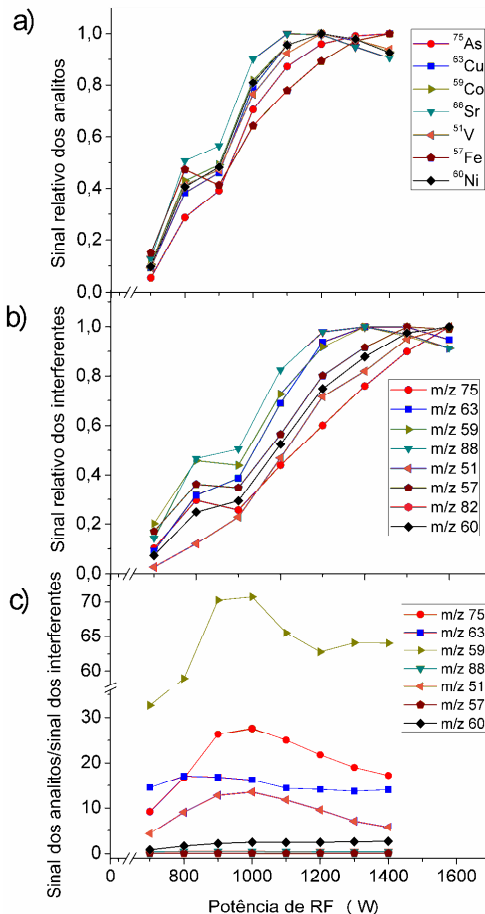 a)
Sinal relativo dos analitos
1,0
0,8
0,6
0,4
0,2
0,0
⁷⁵As
⁶³Cu
⁵⁹Co
⁶⁶Sr
⁵¹V
⁵⁷Fe
⁶⁰Ni
b)
Sinal relativo dos interferentes
1,0
0,8
0,6
0,4
0,2
0,0
m/z 75
m/z 63
m/z 59
m/z 88
m/z 51
m/z 57
m/z 82
m/z 60
c)
Sinal dos analitos/sinal dos interferentes
70
65
60
30
20
10
0
m/z 75
m/z 63
m/z 59
m/z 88
m/z 51
m/z 57
m/z 60
0 800 1000 1200 1400 1600
Potência de RF (W)